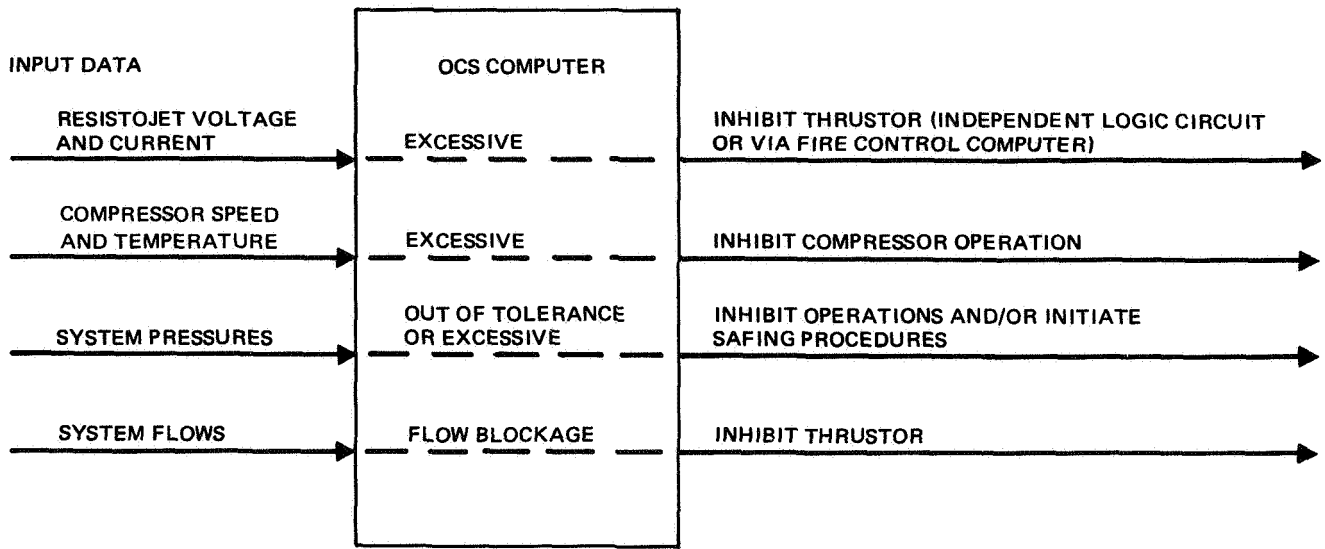 INPUT DATA
OCS COMPUTER
RESISTOJET VOLTAGE
AND CURRENT
EXCESSIVE
INHIBIT THRUSTOR (INDEPENDENT LOGIC CIRCUIT
OR VIA FIRE CONTROL COMPUTER)
COMPRESSOR SPEED
AND TEMPERATURE
EXCESSIVE
INHIBIT COMPRESSOR OPERATION
SYSTEM PRESSURES
OUT OF TOLERANCE
OR EXCESSIVE
INHIBIT OPERATIONS AND/OR INITIATE
SAFING PROCEDURES
SYSTEM FLOWS
FLOW BLOCKAGE
INHIBIT THRUSTOR